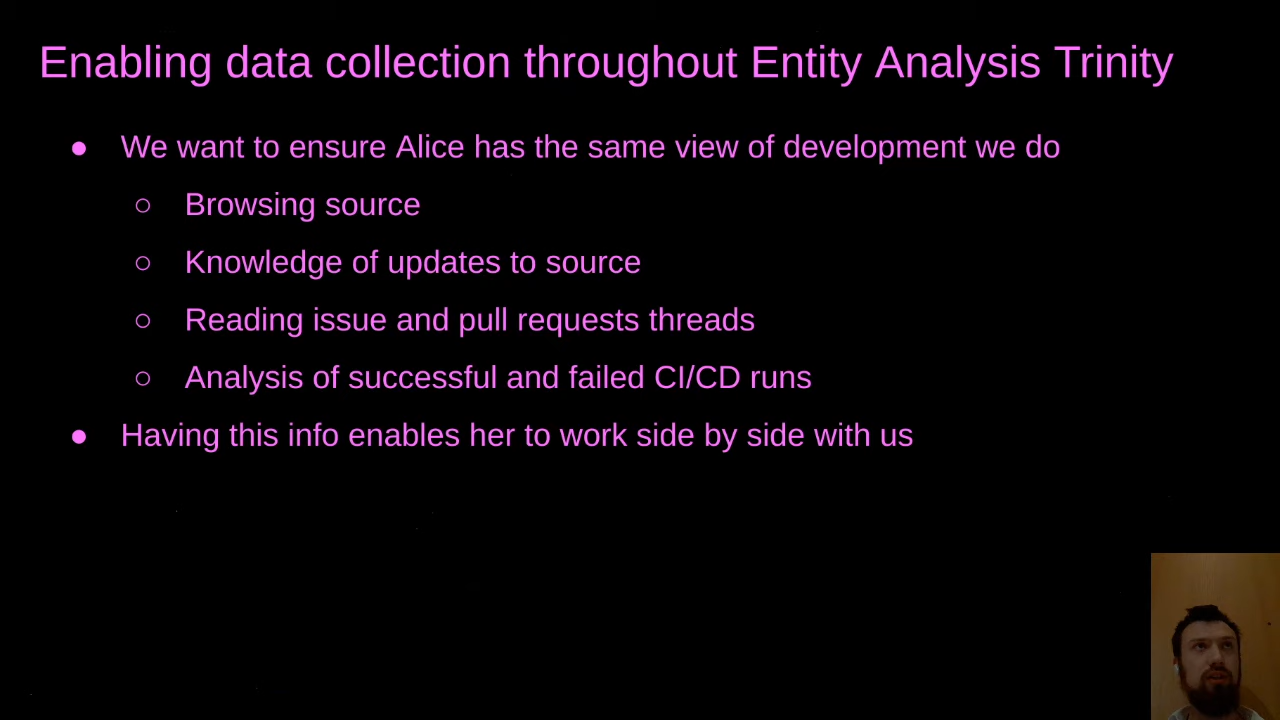 Enabling data collection throughout Entity Analysis Trinity
● We want to ensure Alice has the same view of development we do
○ Browsing source
○ Knowledge of updates to source
○ Reading issue and pull requests threads
○ Analysis of successful and failed CI/CD runs
● Having this info enables her to work side by side with us